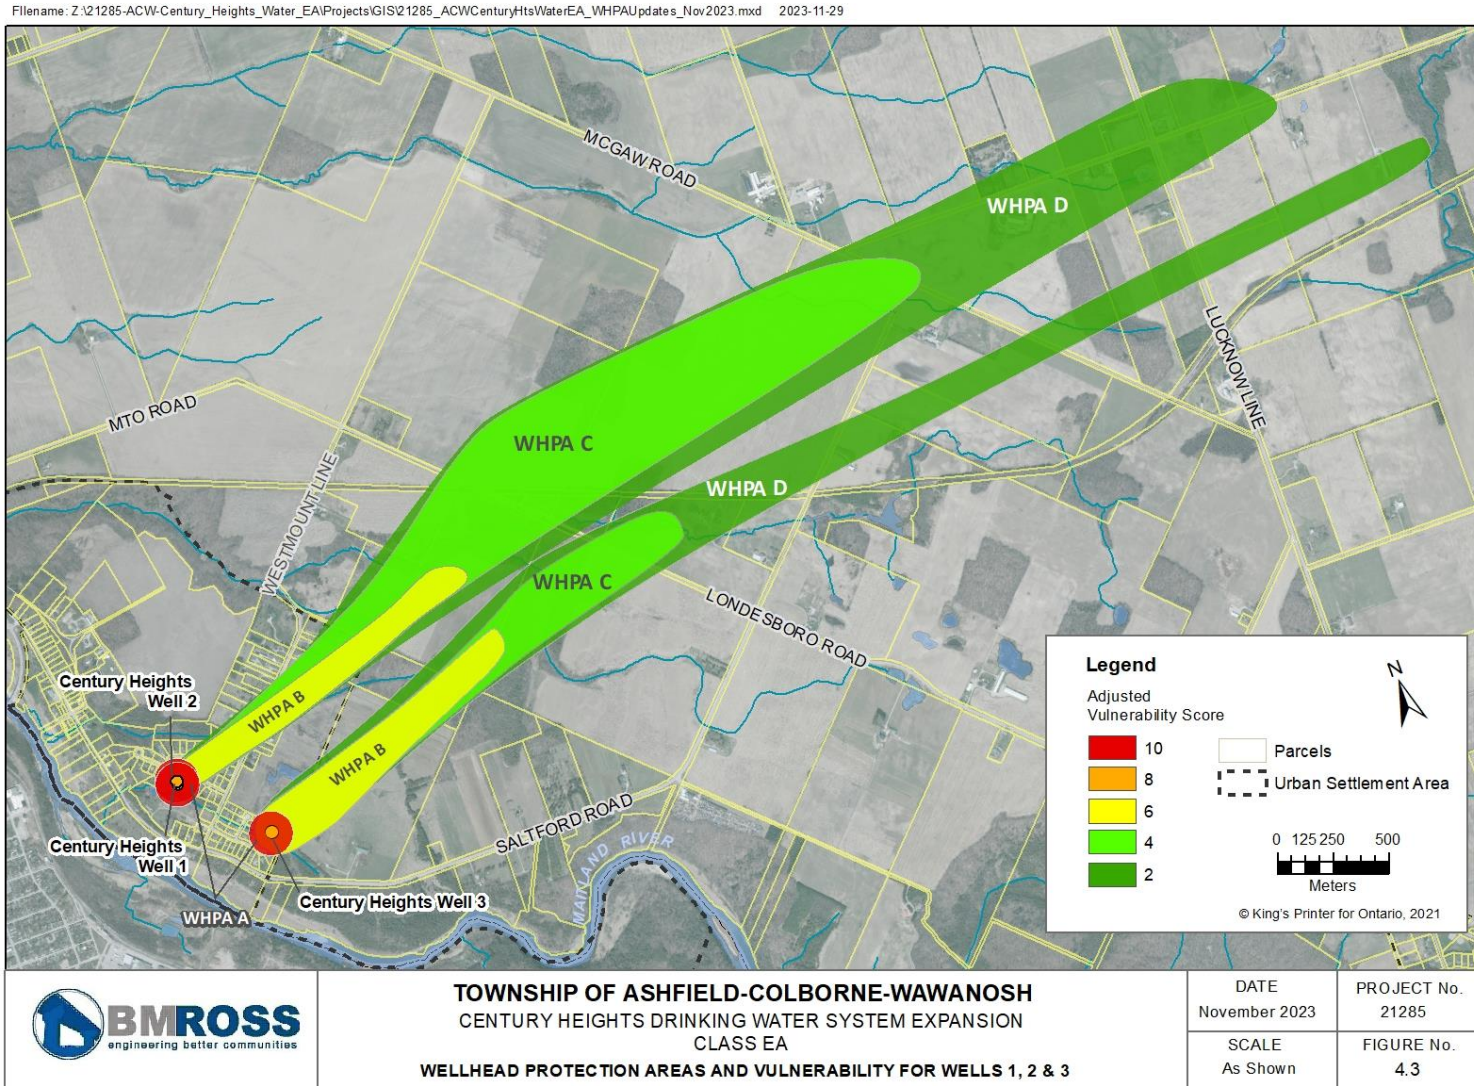 FIlename: Z:\21285-ACW-Century_Heights_Water_EA\Projects\GIS\21285_ACWCenturyHtsWaterEA_WHPAUpdates_Nov2023.mxd 2023-11-29
MCGAW ROAD
WHPA D
LUCKNOW LINE
MTO ROAD
WHPA C
WESTMOUNT LINE
WHPA D
WHPA C
LONDESBORO ROAD
Century Heights
Well 2
WHPA B
WHPA B
Century Heights
Well 1
SALTFORD ROAD
MAITLAND RIVER
Century Heights Well 3
WHPA A
Legend
N
Adjusted
Vulnerability Score
10
8
6
4
2
Parcels
Urban Settlement Area
0 125 250 500
Meters
© King's Printer for Ontario, 2021
BMROSS
engineering better communities
TOWNSHIP OF ASHFIELD-COLBORNE-WAWANOSH
CENTURY HEIGHTS DRINKING WATER SYSTEM EXPANSION
CLASS EA
WELLHEAD PROTECTION AREAS AND VULNERABILITY FOR WELLS 1, 2 & 3
DATE
November 2023
PROJECT No.
21285
SCALE
As Shown
FIGURE No.
4.3